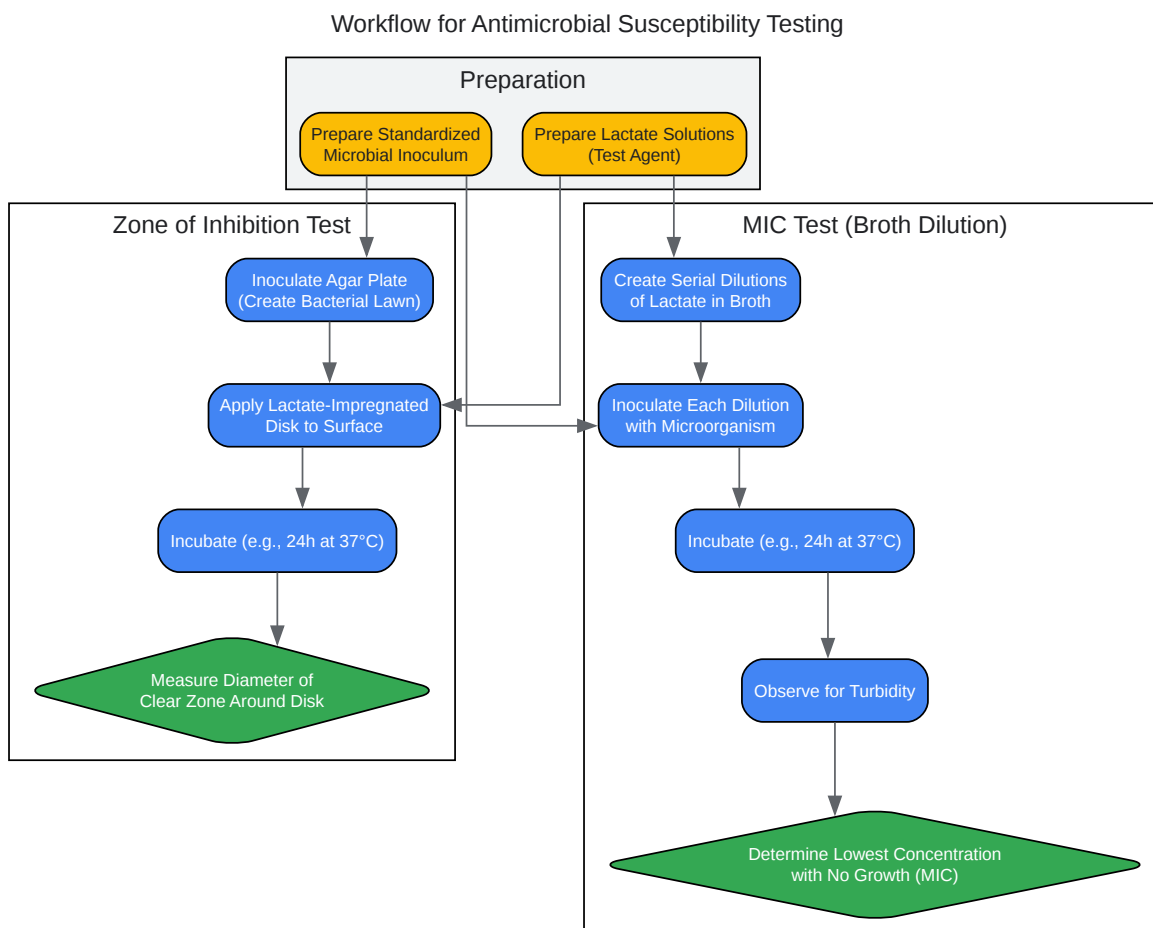 Workflow for Antimicrobial Susceptibility Testing
Preparation
Prepare Standardized
Microbial Inoculum
Prepare Lactate Solutions
(Test Agent)
Zone of Inhibition Test
Inoculate Agar Plate
(Create Bacterial Lawn)
Apply Lactate-Impregnated
Disk to Surface
Incubate (e.g., 24h at 37°C)
Measure Diameter of
Clear Zone Around Disk
MIC Test (Broth Dilution)
Create Serial Dilutions
of Lactate in Broth
Inoculate Each Dilution
with Microorganism
Incubate (e.g., 24h at 37°C)
Observe for Turbidity
Determine Lowest Concentration
with No Growth (MIC)